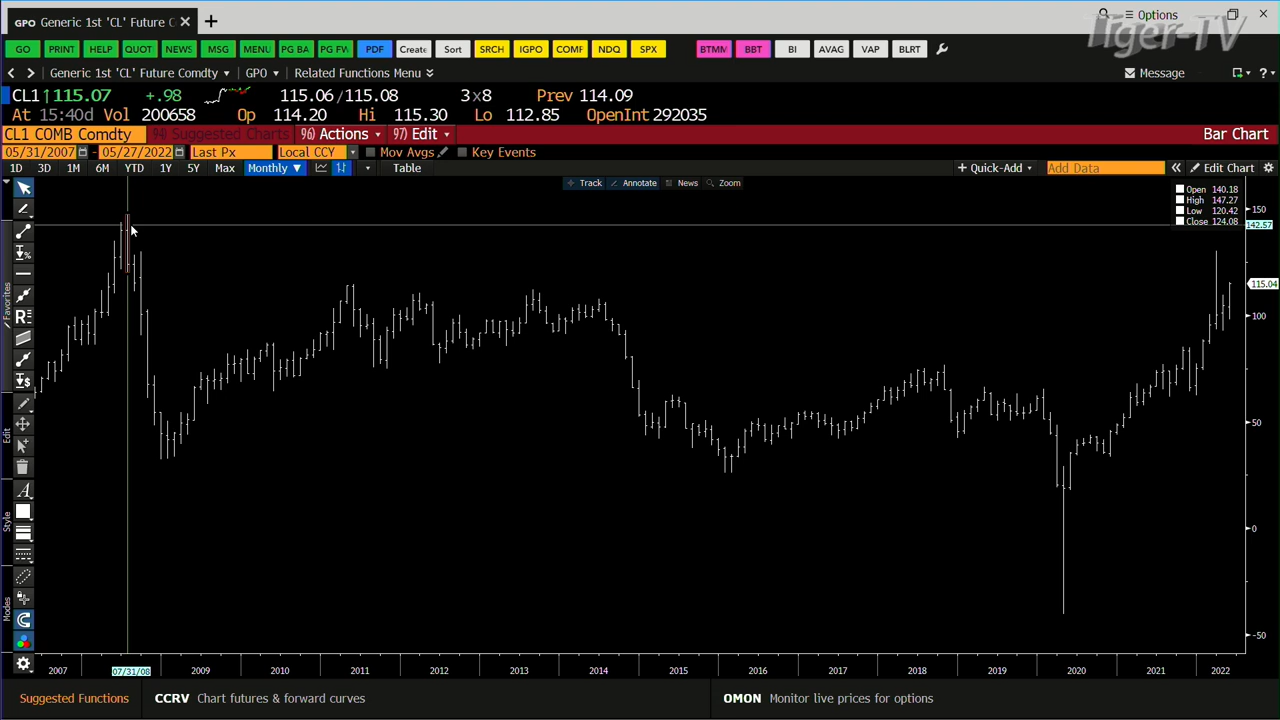 GPO Generic 1st 'CL' Future C
Options
Tiger-TV
GO PRINT HELP QUOT NEWS MSG MENU PG BA PG FW PDF Create Sort SRCH IGPO COMF NDQ SPX BTMM BBT BI AVAG VAP BLRT
Generic 1st 'CL' Future Comdty GPO Related Functions Menu Message ?
CL1 ↑115.07 +.98 115.06/115.08 3x8 Prev 114.09
At 15:40d Vol 200658 Op 114.20 Hi 115.30 Lo 112.85 OpenInt 292035
CL1 COMB Comdty 94) Suggested Charts 96) Actions 97) Edit Bar Chart
05/31/2007 - 05/27/2022 Last Px Local CCY Mov Avgs Key Events
1D 3D 1M 6M YTD 1Y 5Y Max Monthly ▼ Table + Quick-Add Add Data « Edit Chart
Track Annotate News Zoom
Open 140.18
High 147.27
Low 120.42
Close 124.08
150
142.57
115.04
100
50
0
-50
Favorites
Edit
Style
Modes
2007 07/31/08 2009 2010 2011 2012 2013 2014 2015 2016 2017 2018 2019 2020 2021 2022
Suggested Functions CCRV Chart futures & forward curves OMON Monitor live prices for options